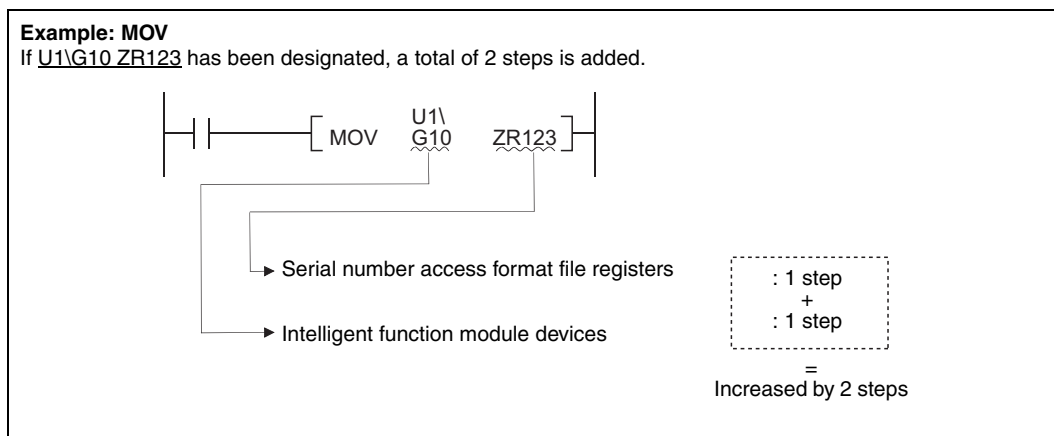 Example: MOV
If U1\G10 ZR123 has been designated, a total of 2 steps is added.
U1\
MOV G10 ZR123
Serial number access format file registers
Intelligent function module devices
: 1 step
+
: 1 step
=
Increased by 2 steps